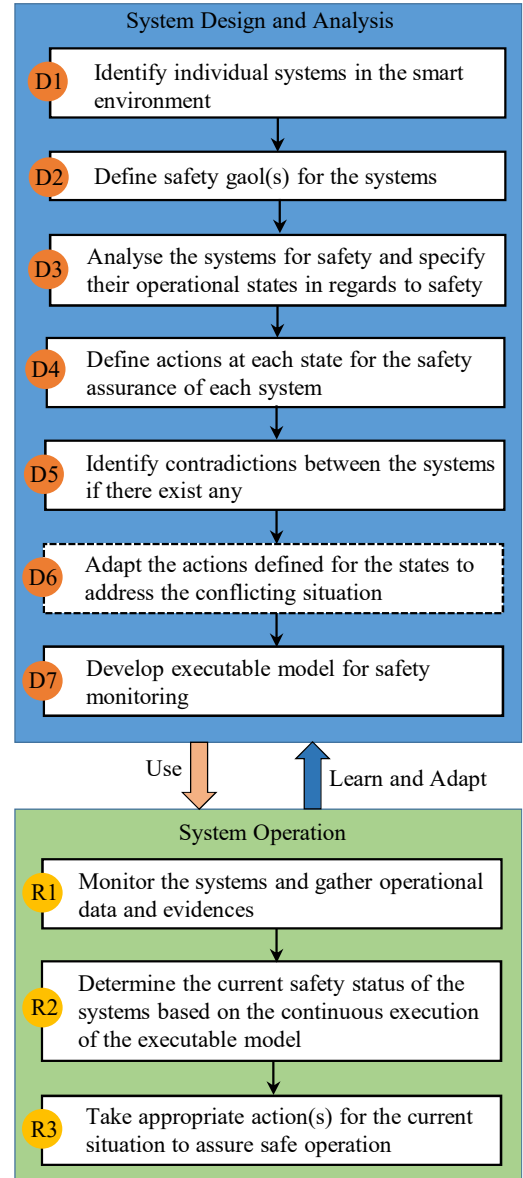 System Design and Analysis
D1
Identify individual systems in the smart
environment
D2
Define safety gaol(s) for the systems
D3
Analyse the systems for safety and specify
their operational states in regards to safety
D4
Define actions at each state for the safety
assurance of each system
D5
Identify contradictions between the systems
if there exist any
D6
Adapt the actions defined for the states to
address the conflicting situation
D7
Develop executable model for safety
monitoring
Use
Learn and Adapt
System Operation
R1
Monitor the systems and gather operational
data and evidences
R2
Determine the current safety status of the
systems based on the continuous execution
of the executable model
R3
Take appropriate action(s) for the current
situation to assure safe operation